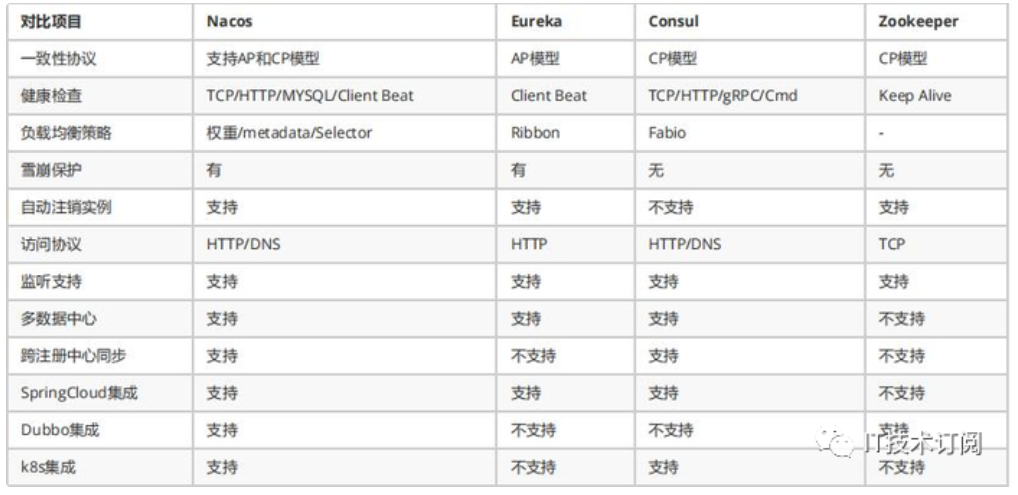 对比项目 Nacos Eureka Consul Zookeeper
一致性协议 支持AP和CP模型 AP模型 CP模型 CP模型
健康检查 TCP/HTTP/MYSQL/Client Beat Client Beat TCP/HTTP/gRPC/Cmd Keep Alive
负载均衡策略 权重/metadata/Selector Ribbon Fabio -
雪崩保护 有 有 无 无
自动注销实例 支持 支持 不支持 支持
访问协议 HTTP/DNS HTTP HTTP/DNS TCP
监听支持 支持 支持 支持 支持
多数据中心 支持 支持 支持 不支持
跨注册中心同步 支持 不支持 支持 不支持
SpringCloud集成 支持 支持 支持 不支持
Dubbo集成 支持 不支持 不支持 支持
IT技术订阅
k8s集成 支持 不支持 支持 不支持